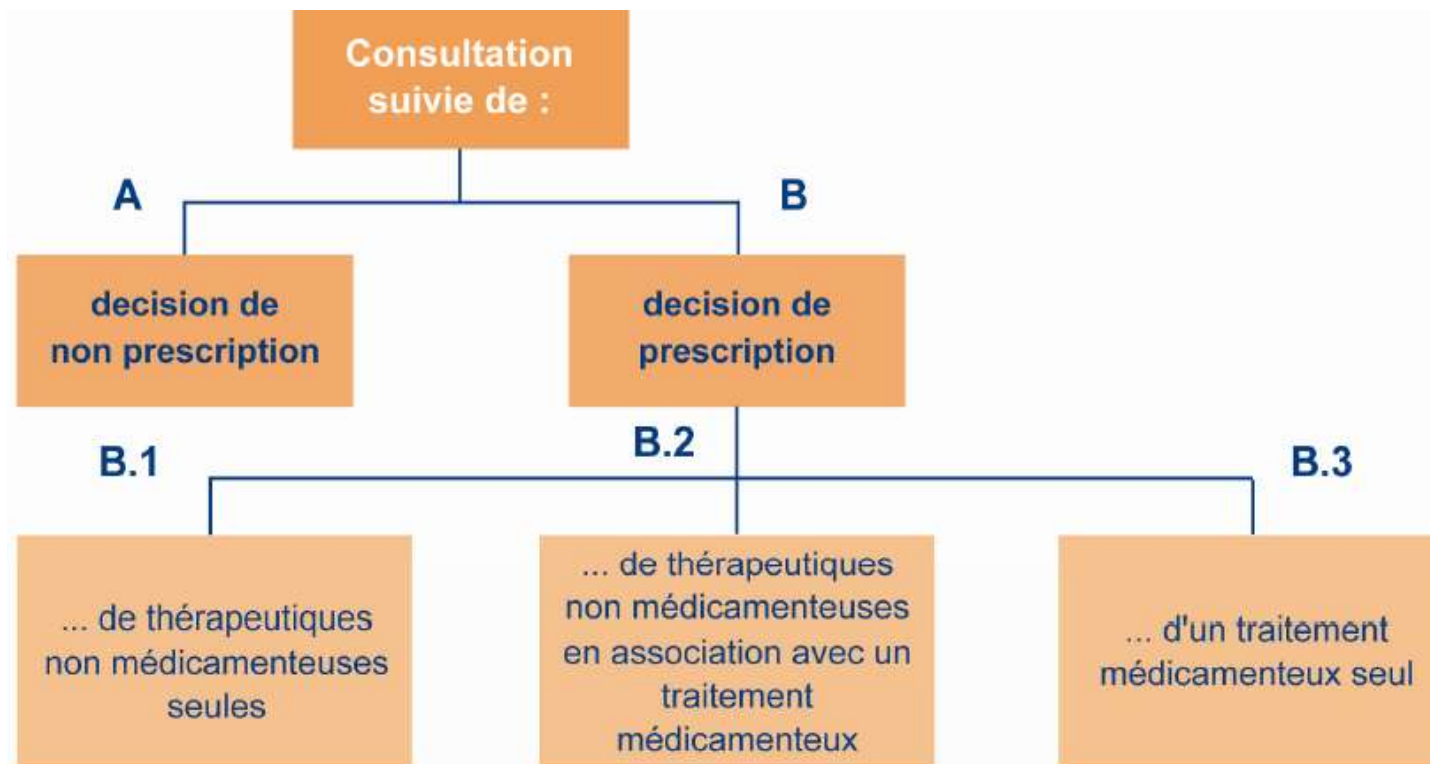 Consultation
suivie de :
A
B
decision de
non prescription
decision de
prescription
B.1
B.2
B.3
... de thérapeutiques
non médicamenteuses
seules
... de thérapeutiques
non médicamenteuses
en association avec un
traitement
médicamenteux
... d'un traitement
médicamenteux seul